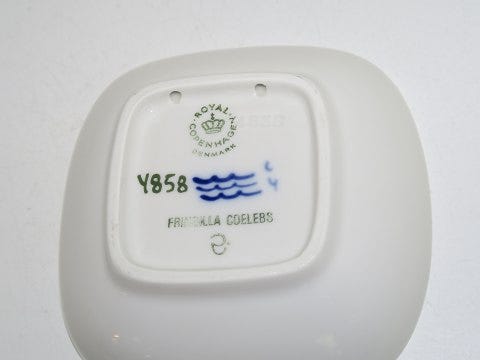 ROYAL
COPENHAGEN
DENMARK
Y858
FRINGILLA COELEBS